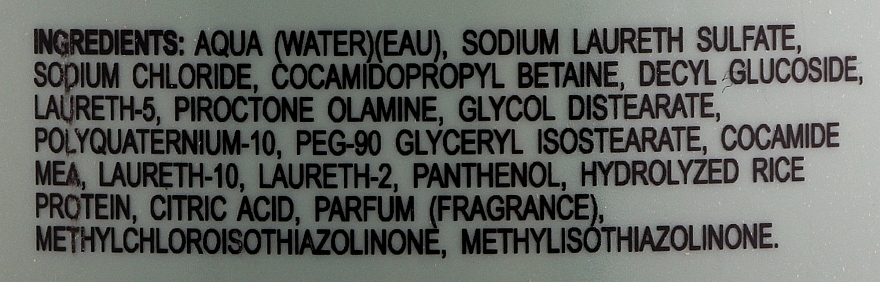 INGREDIENTS: AQUA (WATER)(EAU), SODIUM LAURETH SULFATE,
SODIUM CHLORIDE, COCAMIDOPROPYL BETAINE, DECYL GLUCOSIDE,
LAURETH-5, PIROCTONE OLAMINE, GLYCOL DISTEARATE,
POLYQUATERNIUM-10, PEG-90 GLYCERYL ISOSTEARATE, COCAMIDE
MEA, LAURETH-10, LAURETH-2, PANTHENOL, HYDROLYZED RICE
PROTEIN, CITRIC ACID, PARFUM (FRAGRANCE),
METHYLCHLOROISOTHIAZOLINONE, METHYLISOTHIAZOLINONE.